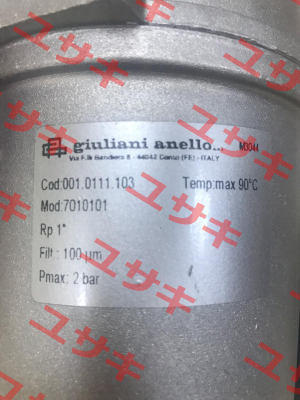 giuliani anello...
M3044
Via F.lli Bandiera 8 - 44042 Cento (FE) - ITALY
Cod:001.0111.103
Temp:max 90°C
Mod:7010101
Rp 1"
Filt : 100 µm
Pmax: 2 bar
ユサキ
ユサキ
ユサキ
ユサキ
ユサキ
ユサキ